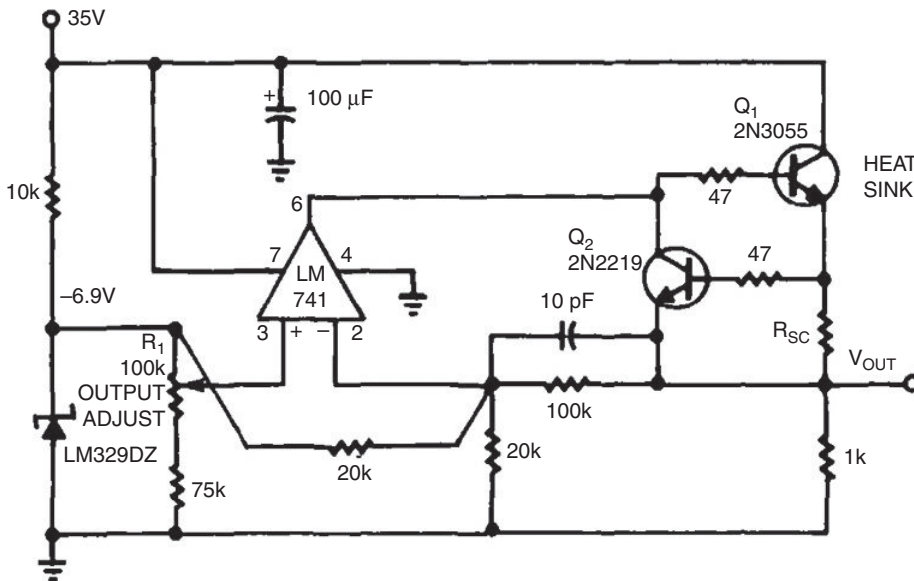 35V
+
100 µF
Q1
2N3055
HEAT
SINK
10k
6
47
Q2
2N2219
7
4
LM
741
47
–6.9V
10 pF
3
+
–
2
RSC
R1
100k
OUTPUT
ADJUST
VOUT
100k
LM329DZ
20k
20k
1k
75k